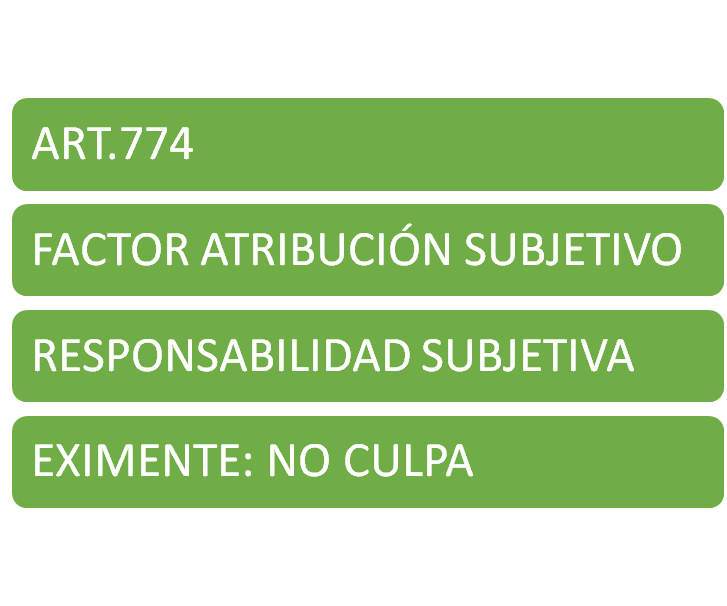 ART.774
FACTOR ATRIBUCIÓN SUBJETIVO
RESPONSABILIDAD SUBJETIVA
EXIMENTE: NO CULPA